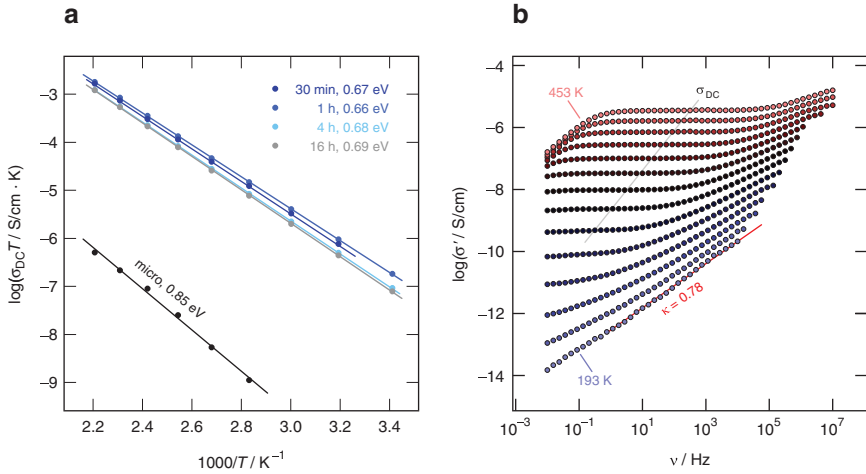 a
log(σDCT / S/cm · K)
−3
−4
−5
−6
−7
−8
−9
30 min, 0.67 eV
1 h, 0.66 eV
4 h, 0.68 eV
16 h, 0.69 eV
micro, 0.85 eV
2.2 2.4 2.6 2.8 3.0 3.2 3.4
1000/T / K−1
b
log(σ′ / S/cm)
−4
−6
−8
−10
−12
−14
453 K
σDC
κ = 0.78
193 K
10−3 10−1 101 103 105 107
ν / Hz